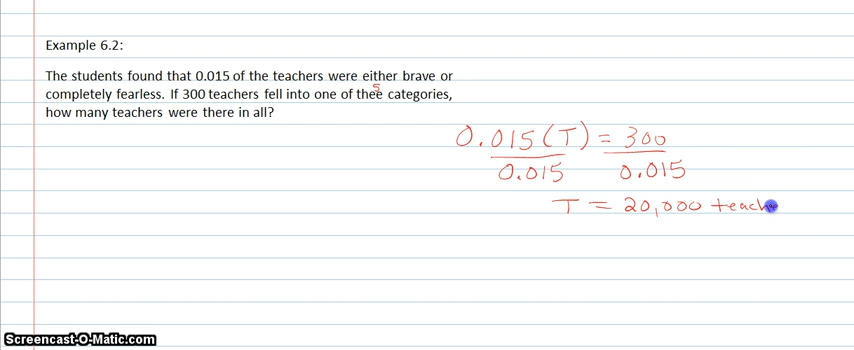 Example 6.2:
The students found that 0.015 of the teachers were either brave or
completely fearless. If 300 teachers fell into one of these categories,
how many teachers were there in all?
0.015(T) = 300
0.015 0.015
T = 20,000 teach
Screencast-O-Matic.com